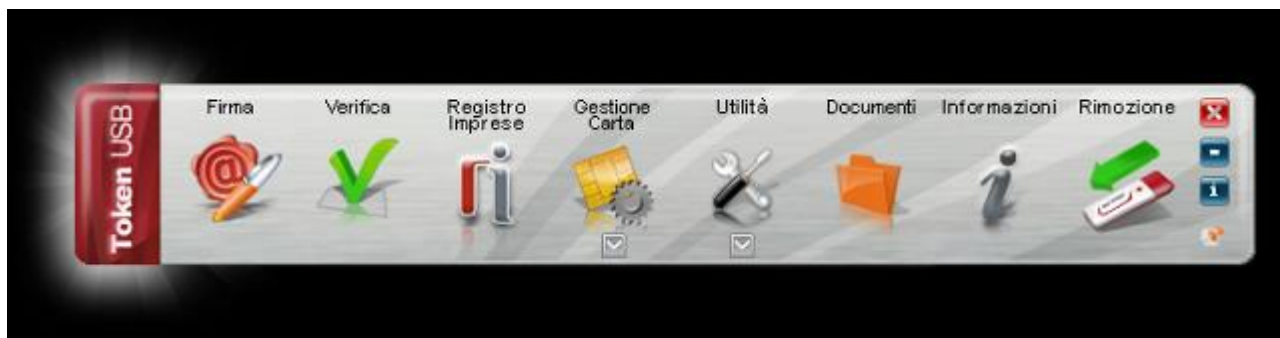 Token USB
Firma
Verifica
Registro
Imprese
Gestione
Carta
Utilità
Documenti
Informazioni
Rimozione